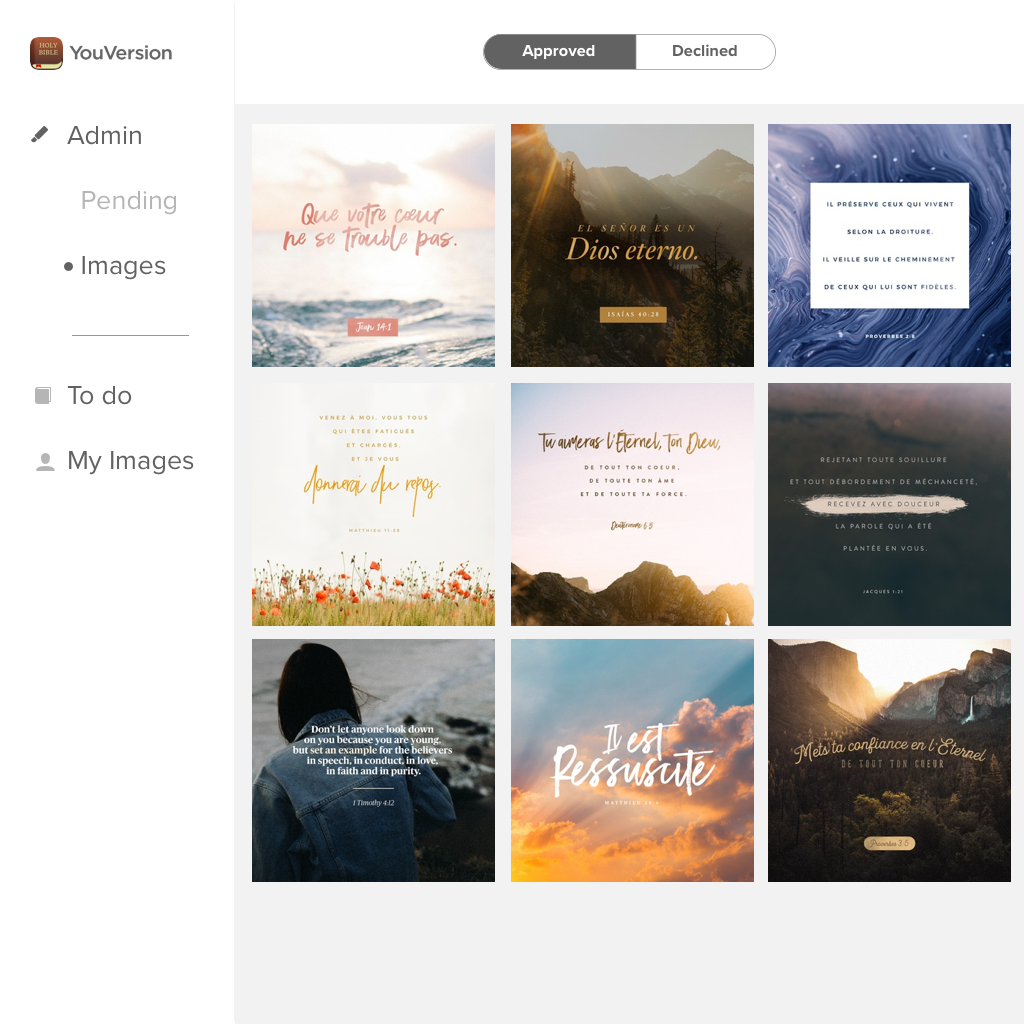 HOLY
BIBLE
YouVersion
Approved
Declined
Admin
Pending
Images
To do
My Images
Que votre cœur
ne se trouble pas.
Jean 14:1
EL SEÑOR ES UN
Dios eterno.
ISAÍAS 40:28
IL PRÉSERVE CEUX QUI VIVENT
SELON LA DROITURE.
IL VEILLE SUR LE CHEMINEMENT
DE CEUX QUI LUI SONT FIDÈLES.
VENEZ À MOI, VOUS TOUS
QUI ÊTES FATIGUÉS
ET CHARGÉS,
ET JE VOUS
donnerai du repos.
MATTHIEU 11:28
Tu aimeras l'Éternel, ton Dieu,
DE TOUT TON COEUR,
DE TOUTE TON ÂME
ET DE TOUTE TA FORCE.
Deutéronome 6:5
REJETANT TOUTE SOUILLURE
ET TOUT DÉBORDEMENT DE MÉCHANCETÉ,
RECEVEZ AVEC DOUCEUR
LA PAROLE QUI A ÉTÉ
PLANTÉE EN VOUS.
JACQUES 1:21
Don't let anyone look down
on you because you are young,
but set an example for the believers
in speech, in conduct, in love,
in faith and in purity.
1 Timothy 4:12
Il est
Ressuscité
Mets ta confiance en l'Éternel
DE TOUT TON COEUR
Proverbes 3:5